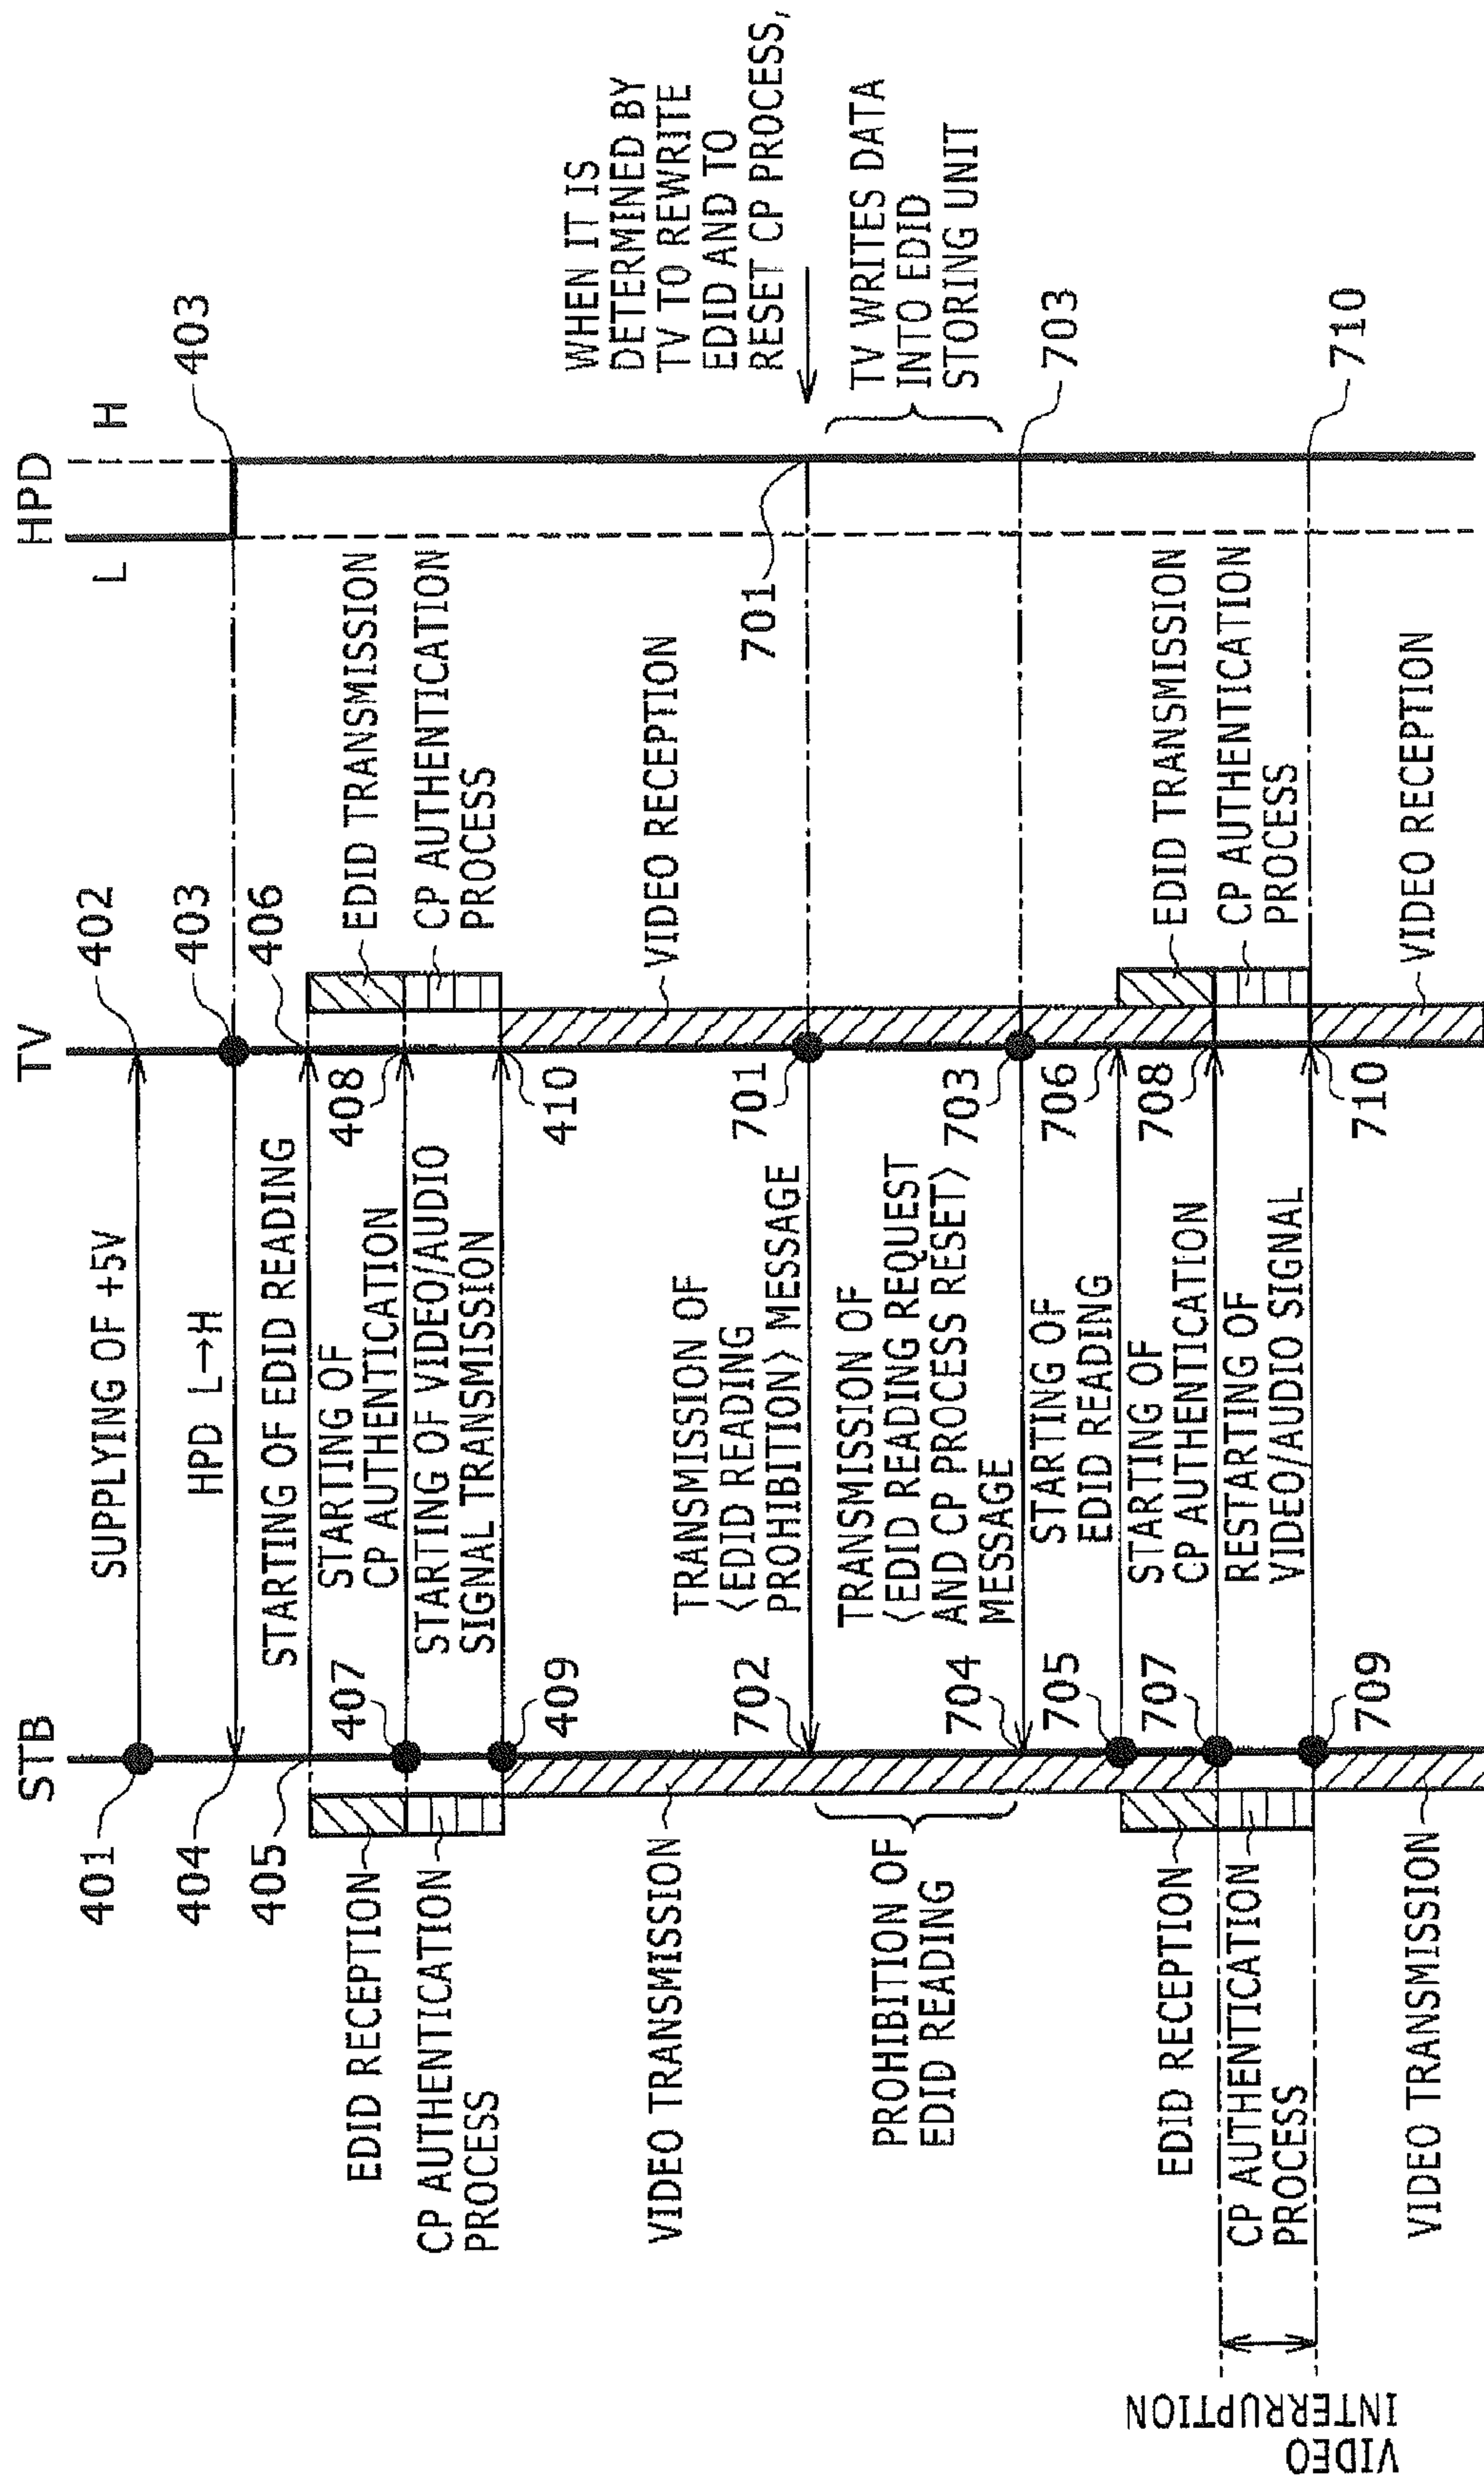 STB
TV
HPD
L
H
401
SUPPLYING OF +5V
402
404
HPD L→H
403
403
405
STARTING OF EDID READING
406
EDID RECEPTION
407
STARTING OF
CP AUTHENTICATION
408
EDID TRANSMISSION
CP AUTHENTICATION
PROCESS
409
STARTING OF VIDEO/AUDIO
SIGNAL TRANSMISSION
410
CP AUTHENTICATION
PROCESS
VIDEO TRANSMISSION
VIDEO RECEPTION
702
TRANSMISSION OF
<EDID READING
PROHIBITION> MESSAGE
701
701
WHEN IT IS
DETERMINED BY
TV TO REWRITE
EDID AND TO
RESET CP PROCESS,
PROHIBITION OF
EDID READING
TV WRITES DATA
INTO EDID
STORING UNIT
704
TRANSMISSION OF
<EDID READING REQUEST
AND CP PROCESS RESET>
MESSAGE
703
703
705
STARTING OF
EDID READING
706
EDID RECEPTION
707
STARTING OF
CP AUTHENTICATION
708
EDID TRANSMISSION
VIDEO
INTERRUPTION
CP AUTHENTICATION
PROCESS
709
RESTARTING OF
VIDEO/AUDIO SIGNAL
710
CP AUTHENTICATION
PROCESS
710
VIDEO TRANSMISSION
VIDEO RECEPTION